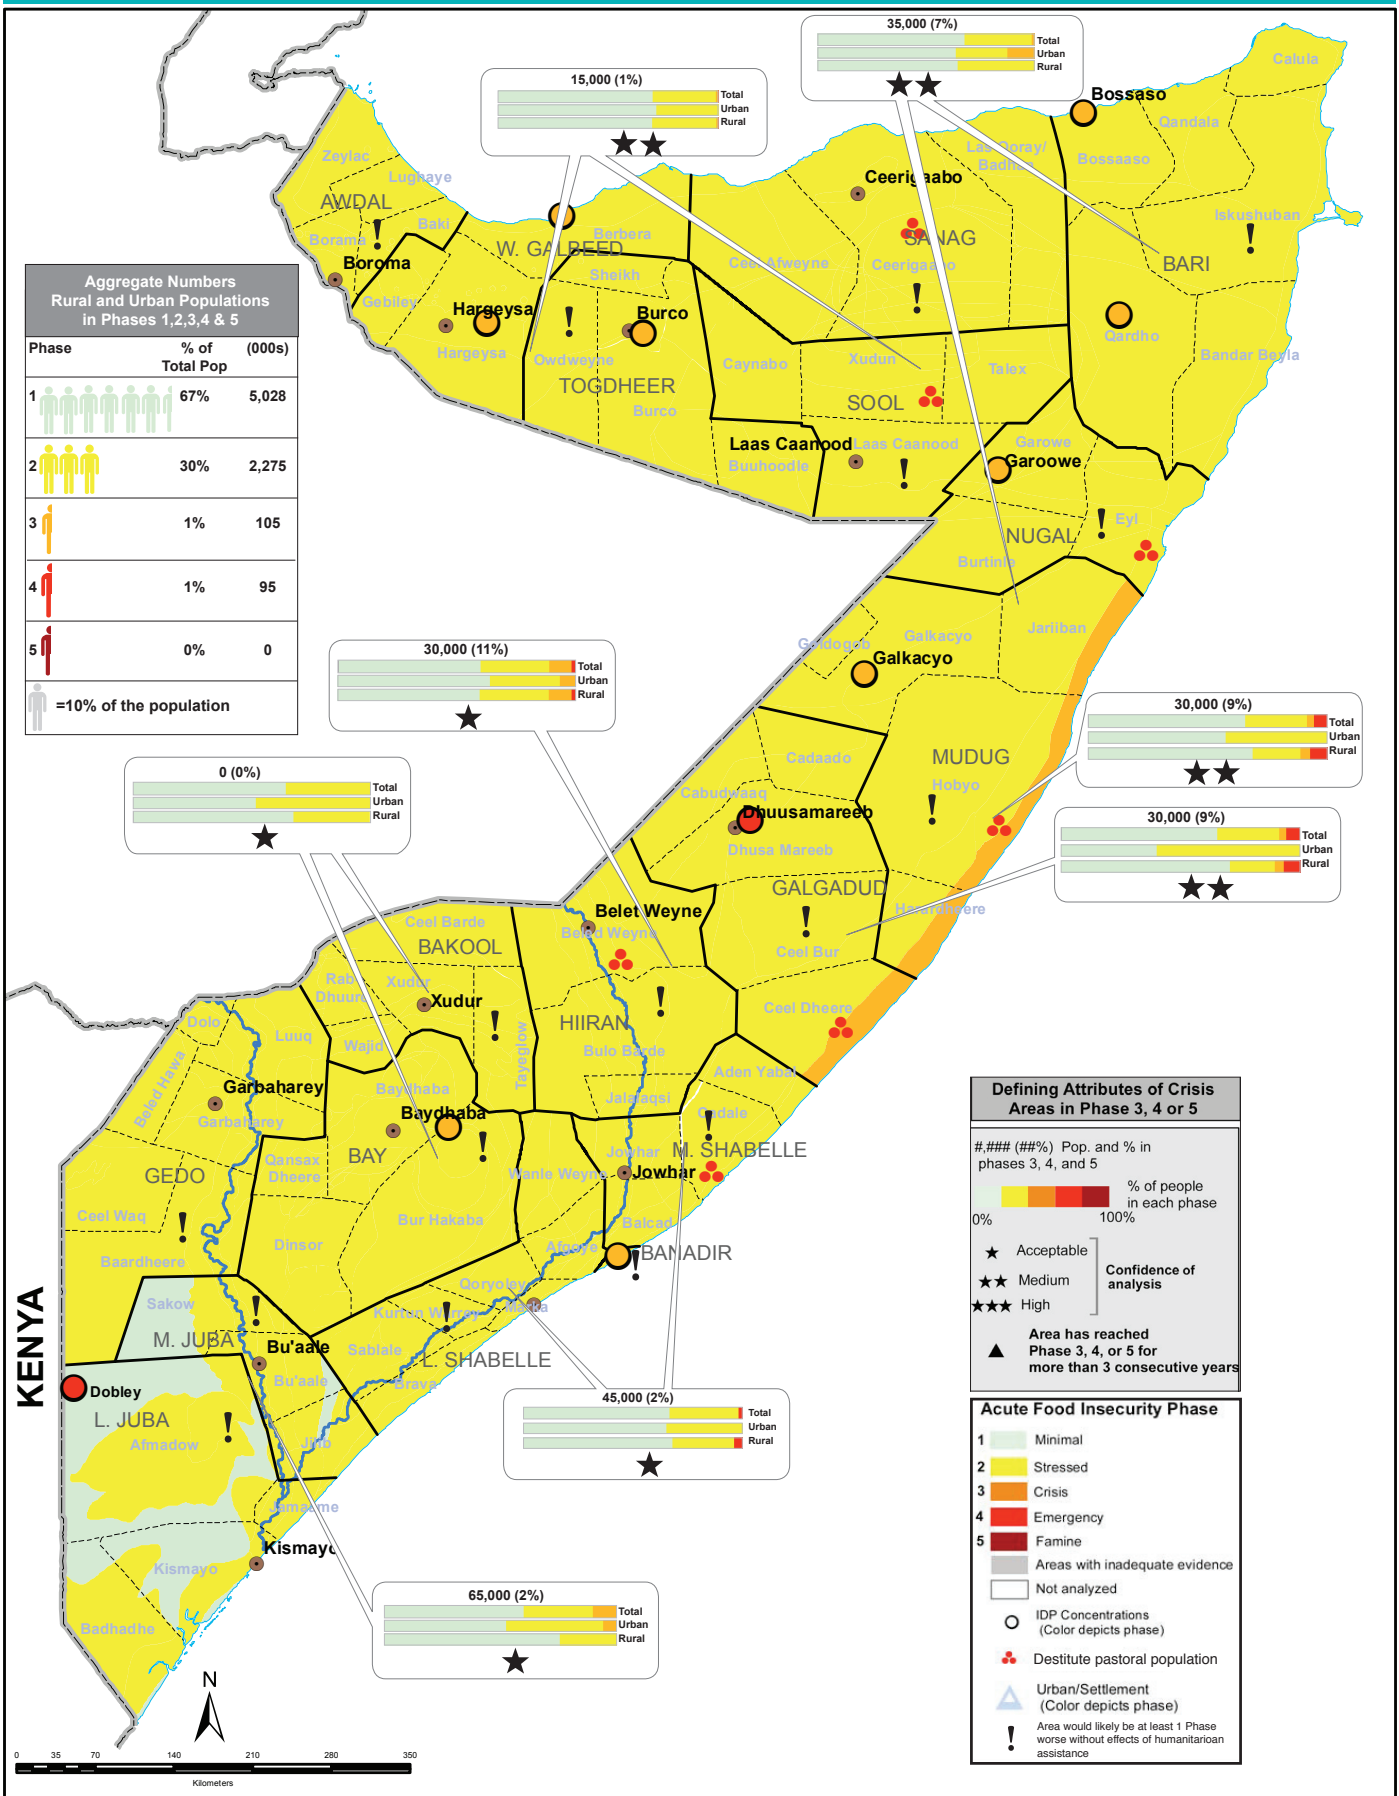 35,000 (7%)
Total
Urban
Rural
15,000 (1%)
Total
Urban
Rural
Calula
Bossaso
Qandala
Las Qoray/
Badhan
Bossaaso
Zeylac
Lughaye
Ceerigaabo
AWDAL
Baki
Iskushuban
Borama
W. GALBEED
Berbera
SANAG
Boroma
Sheikh
Ceel Afweyne
Ceerigaabo
BARI
Gebiley
Hargeysa
Burco
Hargeysa
Owdweyne
Caynabo
Xudun
Talex
Qardho
Bandar Beyla
TOGDHEER
Burco
SOOL
Laas Caanood
Laas Caanood
Buuhoodle
Garowe
Garoowe
Eyl
NUGAL
Burtinle
Aggregate Numbers
Rural and Urban Populations
in Phases 1,2,3,4 & 5
Phase % of (000s)
Total Pop
1 67% 5,028
2 30% 2,275
3 1% 105
4 1% 95
5 0% 0
=10% of the population
Galkacyo
Jariiban
Goldogob
Galkacyo
30,000 (11%)
Total
Urban
Rural
30,000 (9%)
Total
Urban
Rural
MUDUG
Cadaado
Hobyo
Cabudwaaq
Dhuusamareeb
Dhusa Mareeb
0 (0%)
Total
Urban
Rural
30,000 (9%)
Total
Urban
Rural
GALGADUD
Harardheere
Belet Weyne
Beled Weyne
Ceel Bur
Ceel Barde
BAKOOL
Rab
Dhuure
Xudur
Xudur
Ceel Dheere
Dolo
Luuq
Wajid
HIIRAN
Tayeglow
Bulo Barde
Aden Yabal
Beled Hawa
Garbaharey
Garbaharey
Baydhaba
Baydhaba
Jalalaqsi
Cadale
GEDO
Qansax
Dheere
BAY
Wanle Weyne
Jowhar
Jowhar
M. SHABELLE
Ceel Waq
Bur Hakaba
Balcad
Baardheere
Dinsor
Afgoye
BANADIR
Qoryoley
Marka
Sakow
Kurtun Warrey
M. JUBA
Bu'aale
Sablale
L. SHABELLE
Bu'aale
Brava
KENYA
Dobley
L. JUBA
Afmadow
Jilib
45,000 (2%)
Total
Urban
Rural
Jamaame
Kismayo
Kismayo
Badhadhe
65,000 (2%)
Total
Urban
Rural
N
0 35 70 140 210 280 350
Kilometers
Defining Attributes of Crisis
Areas in Phase 3, 4 or 5
#,### (##%) Pop. and % in
phases 3, 4, and 5
% of people
in each phase
0% 100%
Acceptable
Medium
High
Confidence of
analysis
Area has reached
Phase 3, 4, or 5 for
more than 3 consecutive years
Acute Food Insecurity Phase
1 Minimal
2 Stressed
3 Crisis
4 Emergency
5 Famine
Areas with inadequate evidence
Not analyzed
IDP Concentrations
(Color depicts phase)
Destitute pastoral population
Urban/Settlement
(Color depicts phase)
Area would likely be at least 1 Phase
worse without effects of humanitarioan
assistance